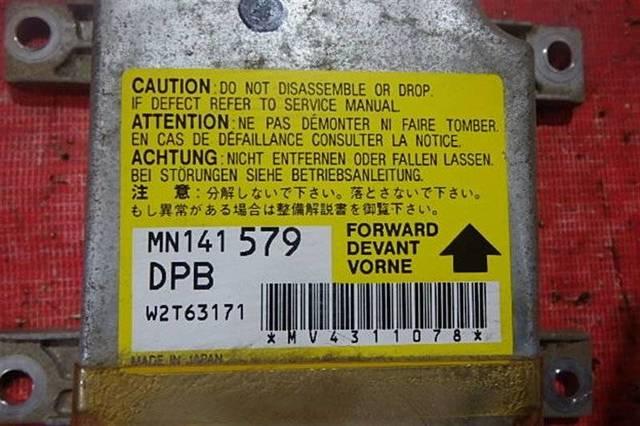 CAUTION : DO NOT DISASSEMBLE OR DROP.
IF DEFECT REFER TO SERVICE MANUAL.
ATTENTION : NE PAS DÉMONTER NI FAIRE TOMBER.
EN CAS DE DÉFAILLANCE CONSULTER LA NOTICE.
ACHTUNG : NICHT ENTFERNEN ODER FALLEN LASSEN.
BEI STÖRUNGEN SIEHE BETRIEBSANLEITUNG.
注 意 : 分解しないで下さい。落とさないで下さい。
もし異常がある場合は整備解説書を御覧下さい。
MN141 579
DPB
W2T63171
FORWARD
DEVANT
VORNE
*MV4311078*
MADE IN JAPAN